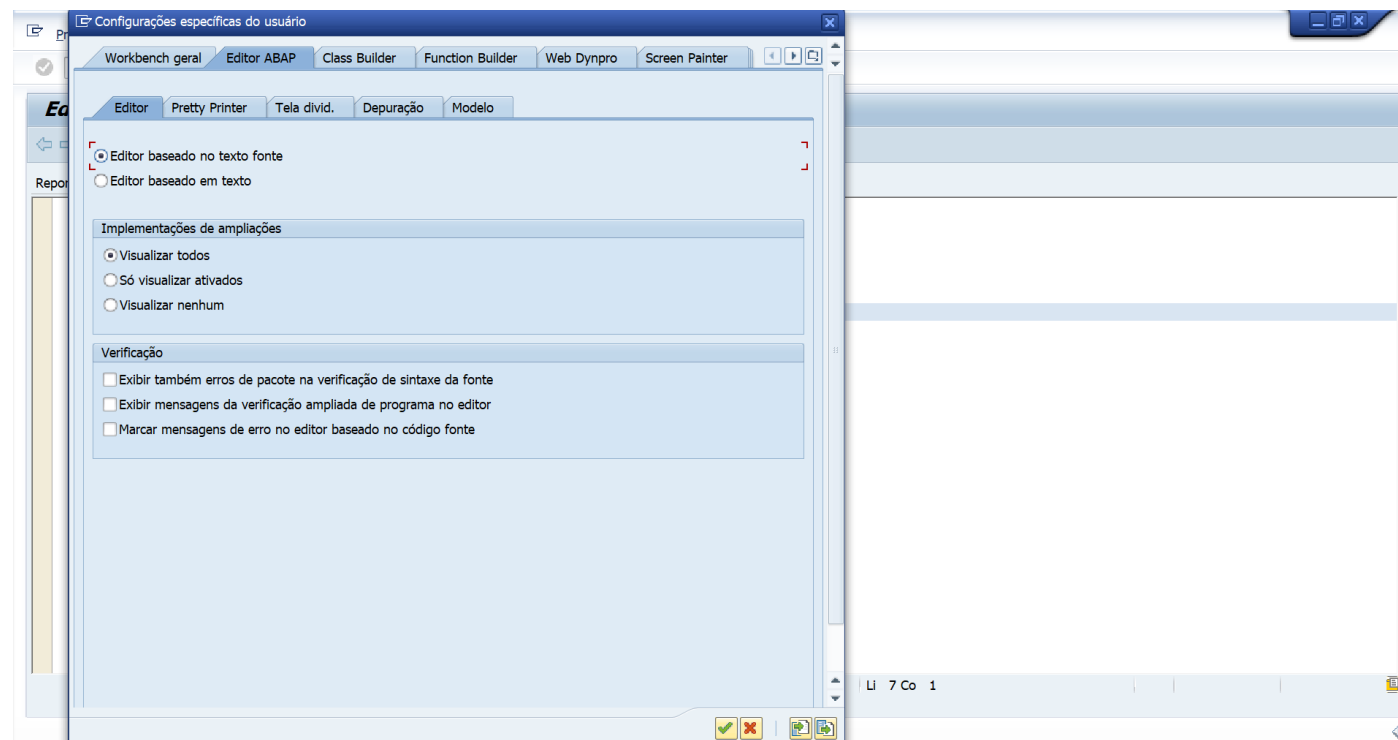 Configurações específicas do usuário
Pr
Workbench geral Editor ABAP Class Builder Function Builder Web Dynpro Screen Painter
Ed
Editor Pretty Printer Tela divid. Depuração Modelo
Editor baseado no texto fonte
Repor
Editor baseado em texto
Implementações de ampliações
Visualizar todos
Só visualizar ativados
Visualizar nenhum
Verificação
Exibir também erros de pacote na verificação de sintaxe da fonte
Exibir mensagens da verificação ampliada de programa no editor
Marcar mensagens de erro no editor baseado no código fonte
Li 7 Co 1